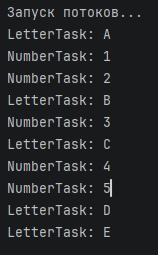 Запуск потоков...
LetterTask: A
NumberTask: 1
NumberTask: 2
LetterTask: B
NumberTask: 3
LetterTask: C
NumberTask: 4
NumberTask: 5
LetterTask: D
LetterTask: E